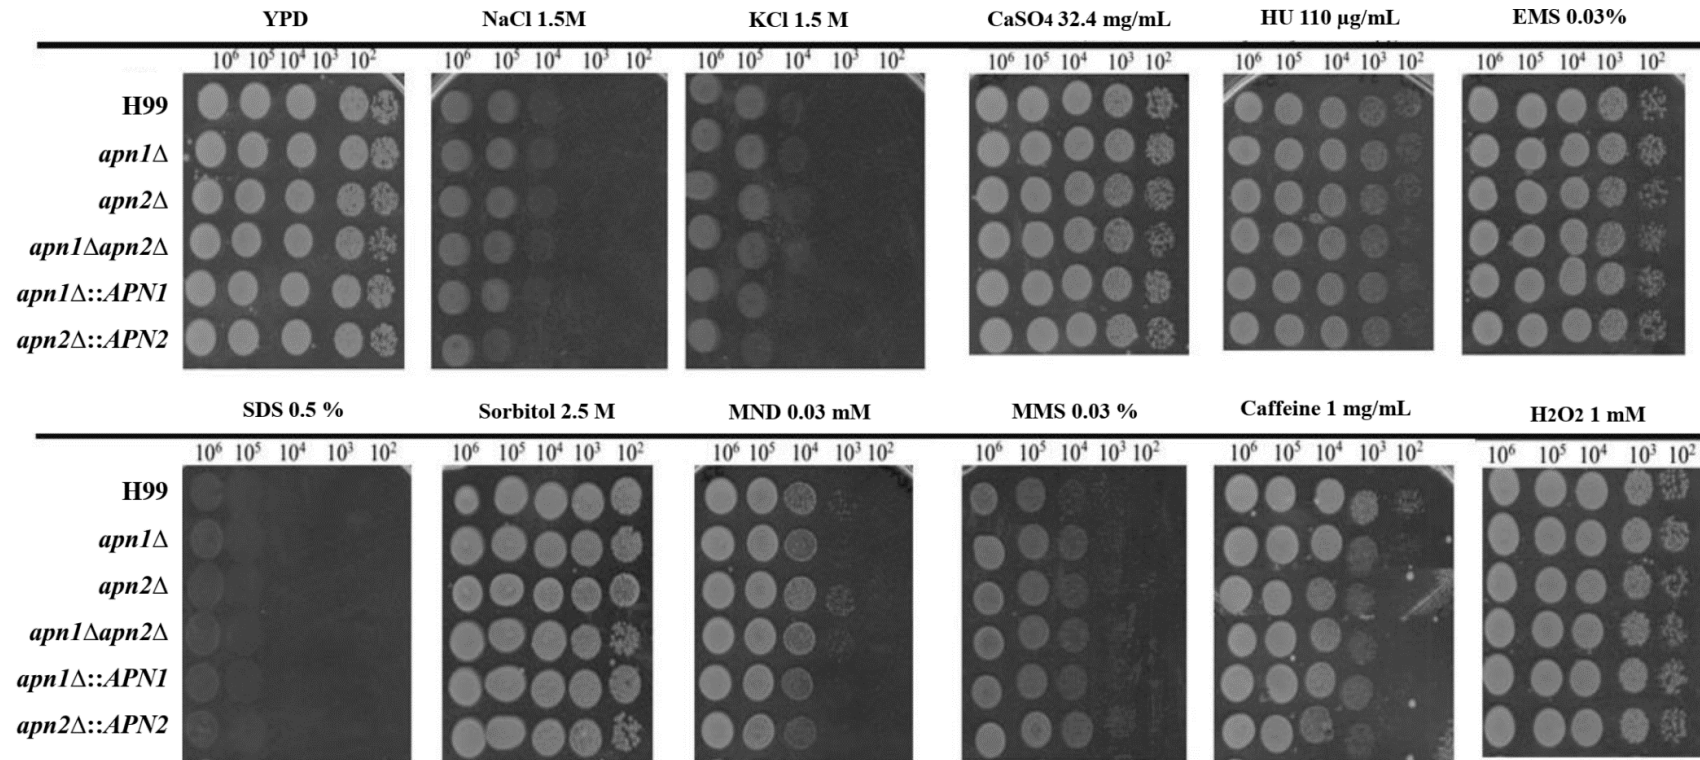 YPD NaCl 1.5M KCl 1.5 M CaSO4 32.4 mg/mL HU 110 µg/mL EMS 0.03%
10⁶ 10⁵ 10⁴ 10³ 10² 10⁶ 10⁵ 10⁴ 10³ 10² 10⁶ 10⁵ 10⁴ 10³ 10² 10⁶ 10⁵ 10⁴ 10³ 10² 10⁶ 10⁵ 10⁴ 10³ 10² 10⁶ 10⁵ 10⁴ 10³ 10²
H99
apn1Δ
apn2Δ
apn1Δapn2Δ
apn1Δ::APN1
apn2Δ::APN2
SDS 0.5 % Sorbitol 2.5 M MND 0.03 mM MMS 0.03 % Caffeine 1 mg/mL H2O2 1 mM
10⁶ 10⁵ 10⁴ 10³ 10² 10⁶ 10⁵ 10⁴ 10³ 10² 10⁶ 10⁵ 10⁴ 10³ 10² 10⁶ 10⁵ 10⁴ 10³ 10² 10⁶ 10⁵ 10⁴ 10³ 10² 10⁶ 10⁵ 10⁴ 10³ 10²
H99
apn1Δ
apn2Δ
apn1Δapn2Δ
apn1Δ::APN1
apn2Δ::APN2